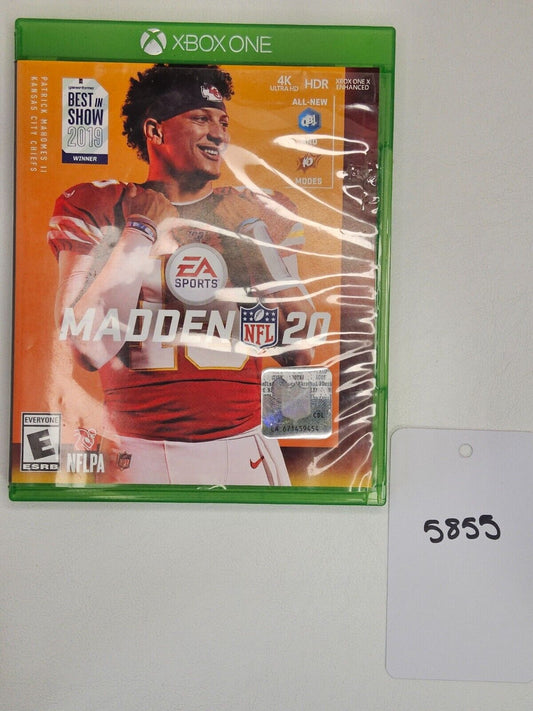 XBOX ONE
PATRICK MAHOMES II
KANSAS CITY CHIEFS
BEST IN
SHOW
2019
WINNER
4K
ULTRA HD
HDR
XBOX ONE X
ENHANCED
ALL-NEW
MODES
EA
SPORTS
MADDEN NFL 20
EVERYONE
E
ESRB
NFLPA
5855